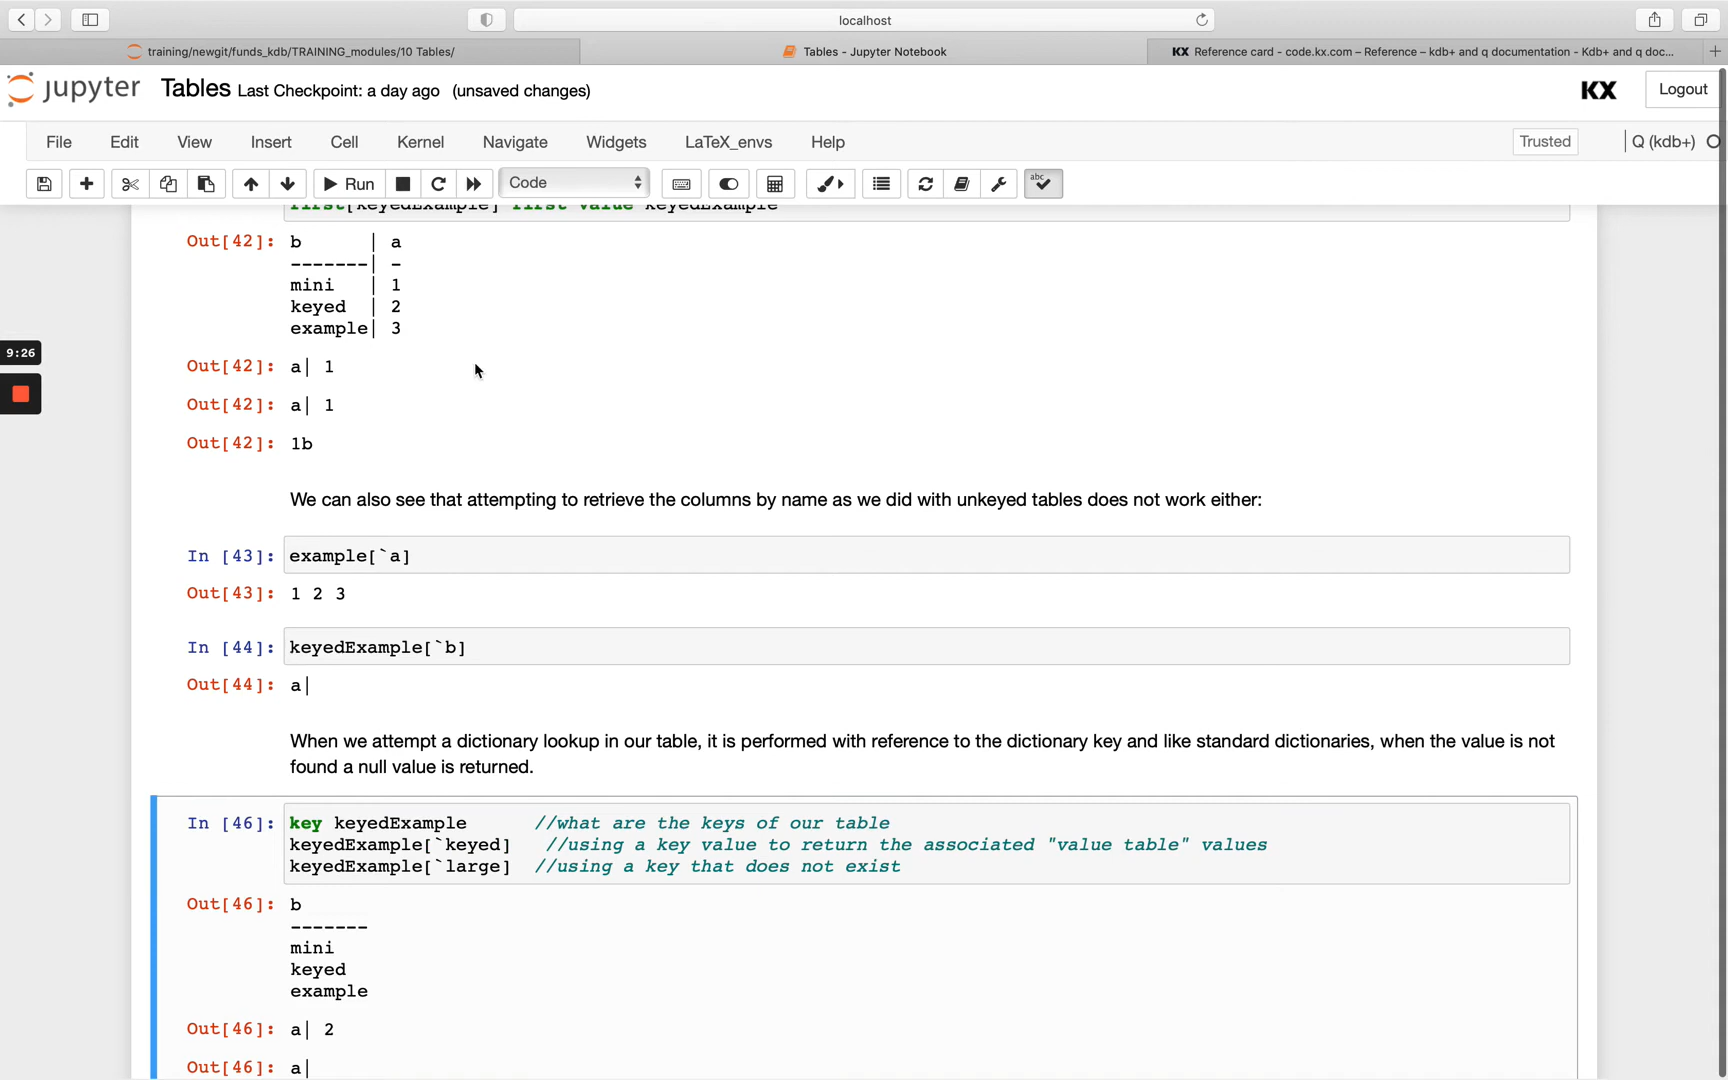 localhost
training/newgit/funds_kdb/TRAINING_modules/10 Tables/
Tables - Jupyter Notebook
KX Reference card - code.kx.com – Reference – kdb+ and q documentation - Kdb+ and q doc...
jupyter Tables Last Checkpoint: a day ago (unsaved changes)
KX
Logout
File Edit View Insert Cell Kernel Navigate Widgets LaTeX_envs Help
Trusted
Q (kdb+)
Run
Code
abc
first[keyedExample] first value keyedExample
Out[42]: b | a
-------| -
mini | 1
keyed | 2
example| 3
9:26
Out[42]: a| 1
Out[42]: a| 1
Out[42]: 1b
We can also see that attempting to retrieve the columns by name as we did with unkeyed tables does not work either:
In [43]: example[`a]
Out[43]: 1 2 3
In [44]: keyedExample[`b]
Out[44]: a|
When we attempt a dictionary lookup in our table, it is performed with reference to the dictionary key and like standard dictionaries, when the value is not
found a null value is returned.
In [46]: key keyedExample //what are the keys of our table
keyedExample[`keyed] //using a key value to return the associated "value table" values
keyedExample[`large] //using a key that does not exist
Out[46]: b
-------
mini
keyed
example
Out[46]: a| 2
Out[46]: a|